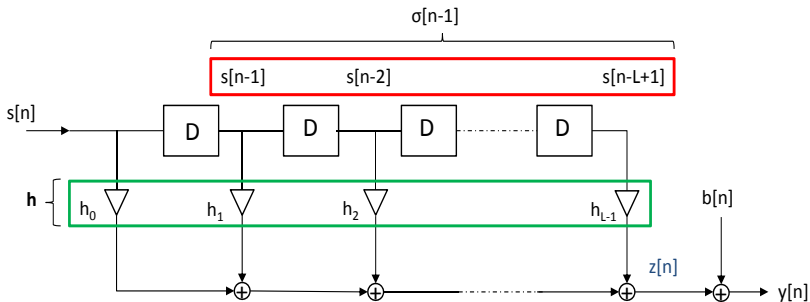 σ[n-1]
s[n-1] s[n-2] s[n-L+1]
s[n]
D D D D
h
h0 h1 h2 hL-1
b[n]
z[n]
y[n]